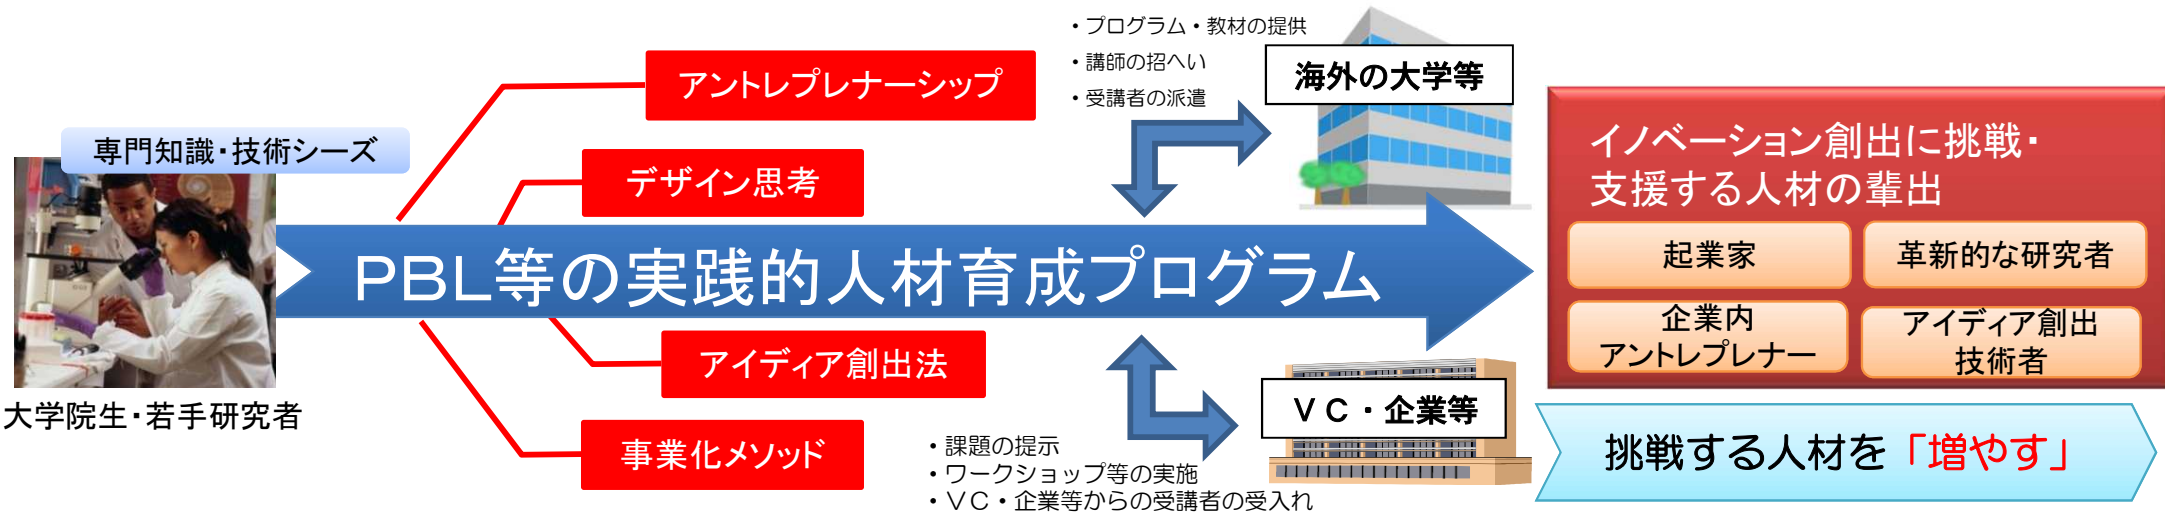 専門知識・技術シーズ
大学院生・若手研究者
アントレプレナーシップ
デザイン思考
PBL等の実践的人材育成プログラム
アイディア創出法
事業化メソッド
・プログラム・教材の提供
・講師の招へい
・受講者の派遣
海外の大学等
VC・企業等
・課題の提示
・ワークショップ等の実施
・VC・企業等からの受講者の受入れ
イノベーション創出に挑戦・
支援する人材の輩出
起業家
革新的な研究者
企業内
アントレプレナー
アイディア創出
技術者
挑戦する人材を「増やす」